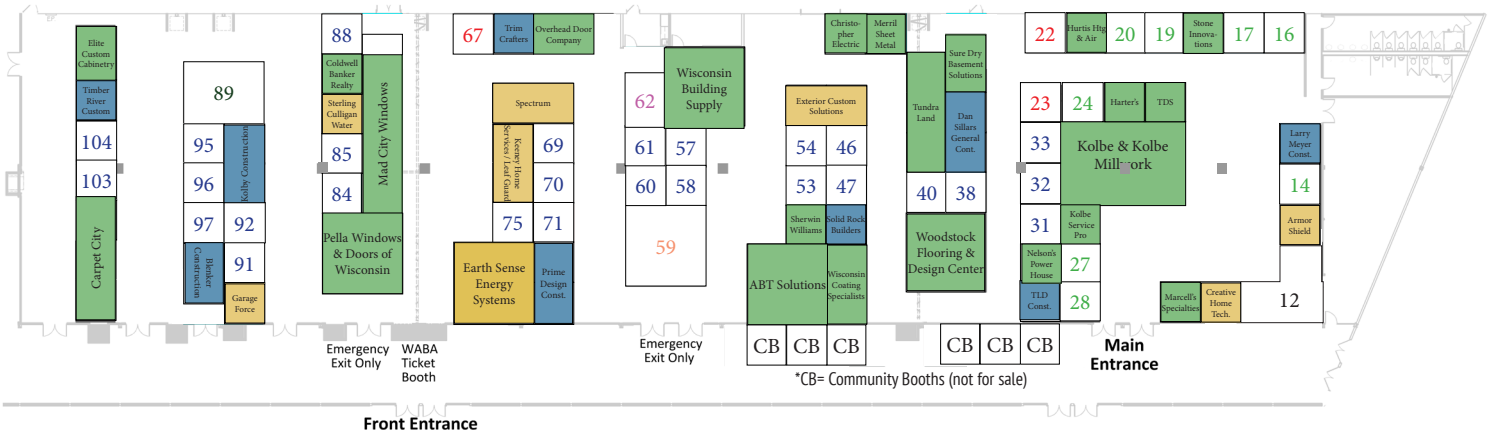 Elite
Custom
Cabinetry
Timber
River
Custom
104
103
Carpet City
89
95
Kolby Construction
96
97
92
Blenker
Construction
91
Garage
Force
88
Coldwell
Banker
Realty
Sterling
Culligan
Water
85
84
Mad City Windows
Pella Windows
& Doors of
Wisconsin
67
Trim
Crafters
Overhead Door
Company
Spectrum
Keeney Home
Services / Leaf Guard
69
70
75
71
Earth Sense
Energy
Systems
Prime
Design
Const.
62
Wisconsin
Building
Supply
61
57
60
58
59
Christo-
pher
Electric
Merril
Sheet
Metal
Exterior Custom
Solutions
54
46
53
47
Sherwin
Williams
Solid Rock
Builders
ABT Solutions
Wisconsin
Coating
Specialists
Tundra
Land
Sure Dry
Basement
Solutions
Dan
Sillars
General
Cont.
40
38
Woodstock
Flooring &
Design Center
22
Hurtis Htg
& Air
20
19
Stone
Innova-
tions
17
16
23
24
Harter's
TDS
33
Kolbe & Kolbe
Millwork
32
31
Kolbe
Service
Pro
Nelson's
Power
House
27
TLD
Const.
28
Larry
Meyer
Const.
14
Armor
Shield
Marcell's
Specialties
Creative
Home
Tech.
12
CB
CB
CB
CB
CB
CB
Emergency
Exit Only
WABA
Ticket
Booth
Emergency
Exit Only
Main
Entrance
*CB= Community Booths (not for sale)
Front Entrance